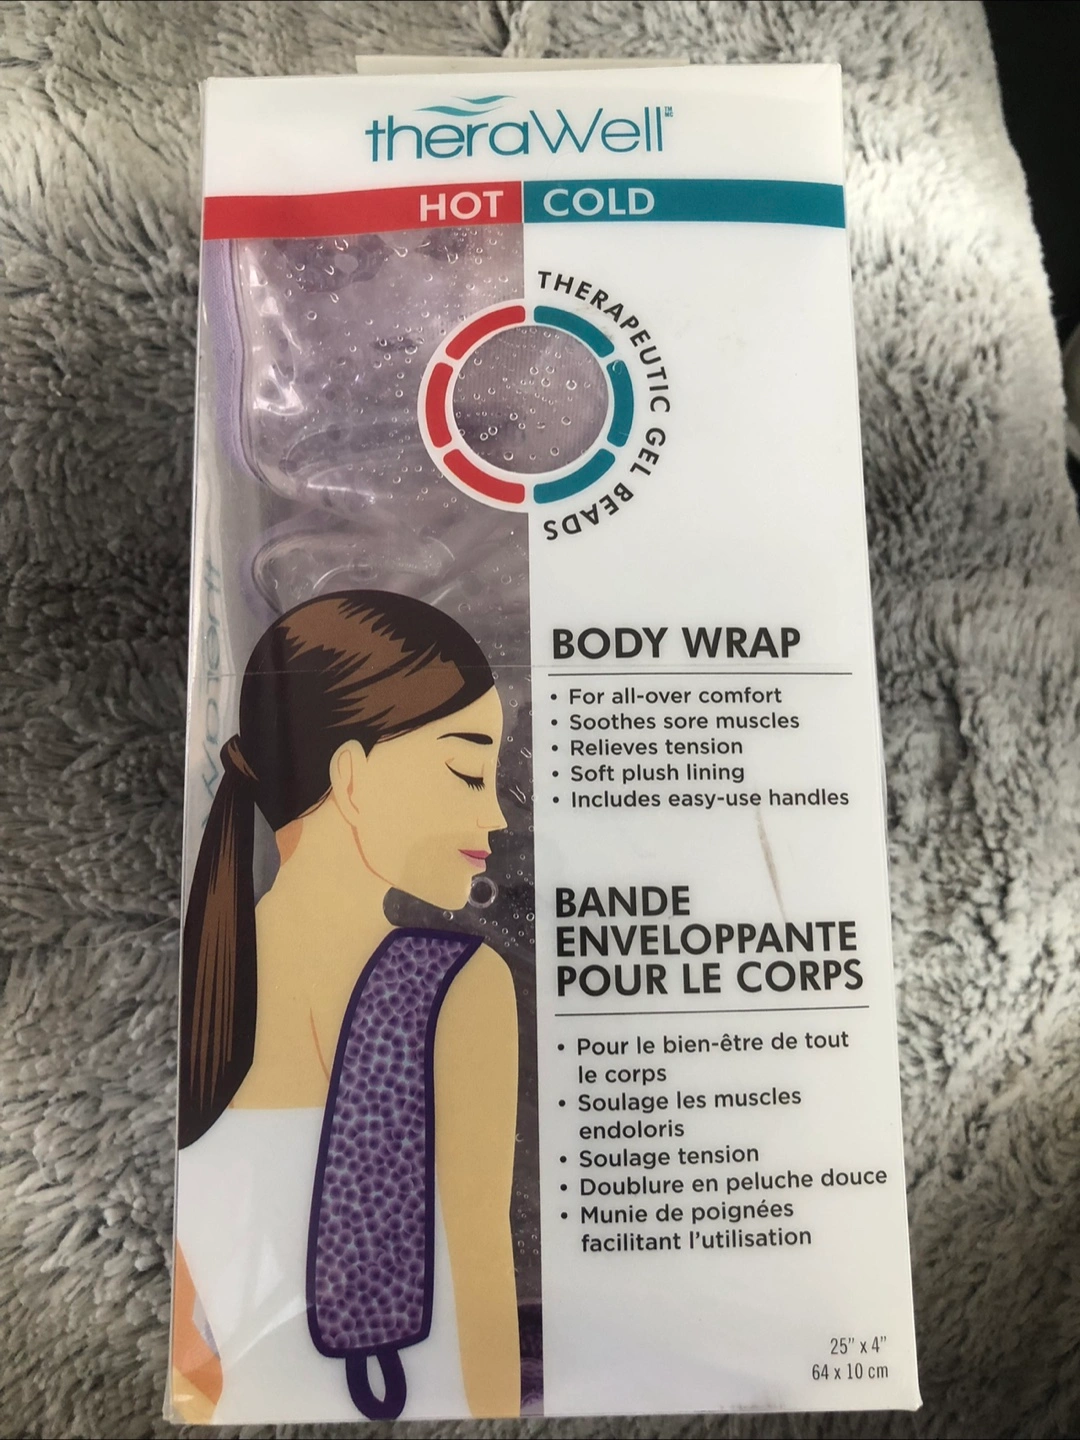 theraWell™ MC
HOT COLD
THERAPEUTIC GEL BEADS
BODY WRAP
• For all-over comfort
• Soothes sore muscles
• Relieves tension
• Soft plush lining
• Includes easy-use handles
BANDE
ENVELOPPANTE
POUR LE CORPS
• Pour le bien-être de tout
le corps
• Soulage les muscles
endoloris
• Soulage tension
• Doublure en peluche douce
• Munie de poignées
facilitant l'utilisation
25” x 4”
64 x 10 cm